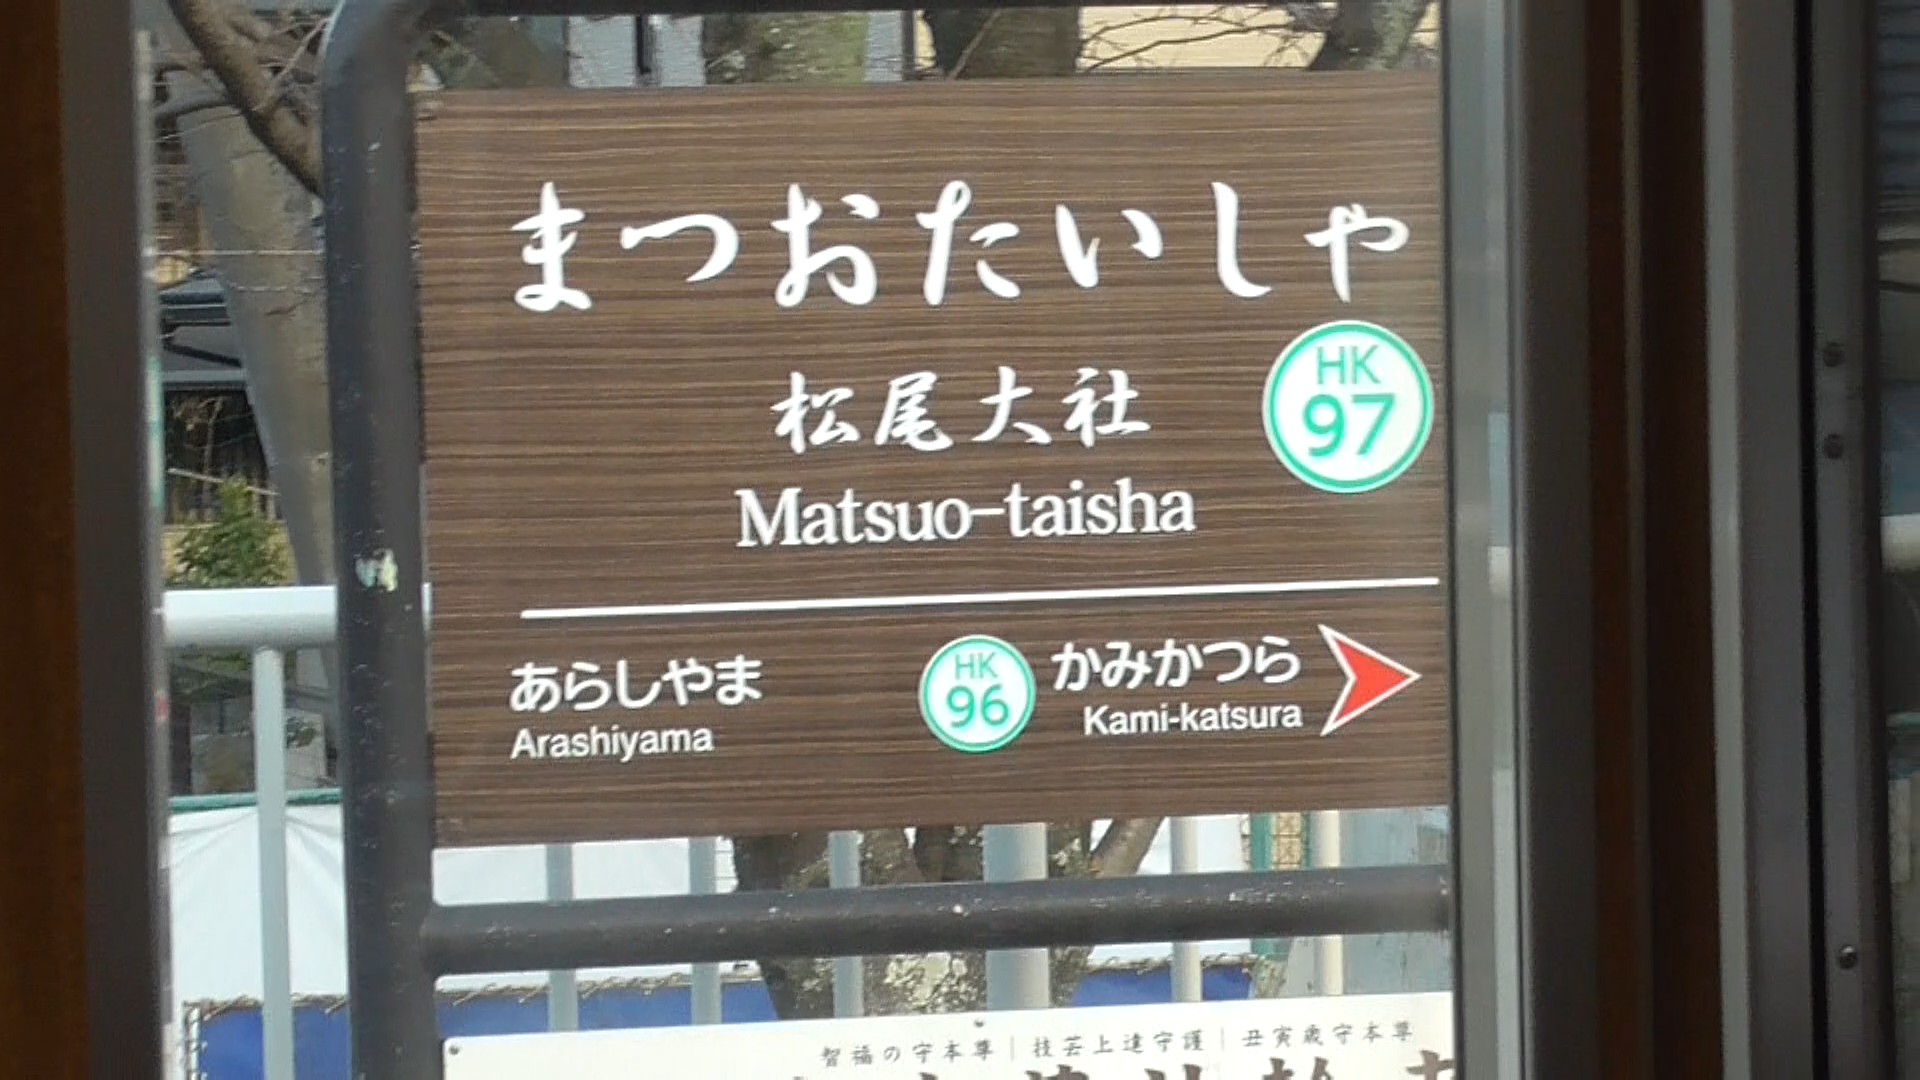 まつおたいしゃ
松尾大社
HK
97
Matsuo-taisha
あらしやま
Arashiyama
HK
96
かみかつら
Kami-katsura
智福の守本尊｜技芸上達守護｜丑寅歳守本尊